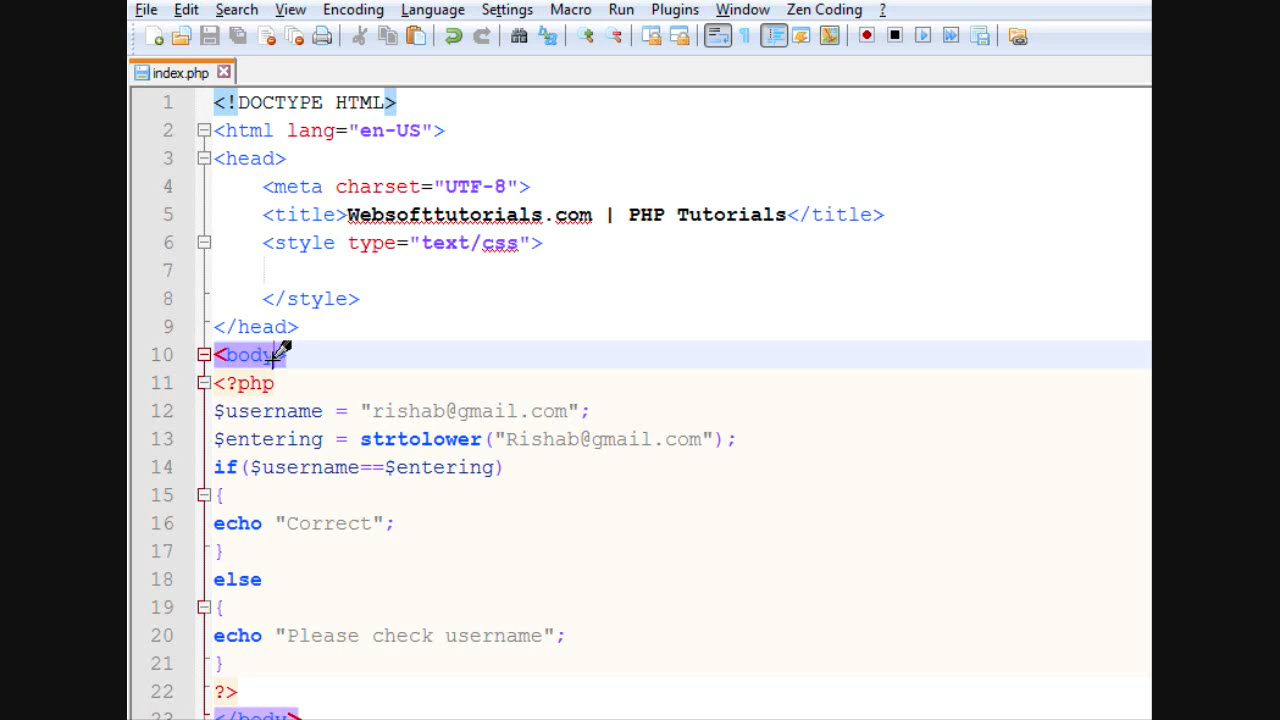 File Edit Search View Encoding Language Settings Macro Run Plugins Window Zen Coding ?
index.php
1 <!DOCTYPE HTML>
2 <html lang="en-US">
3 <head>
4 <meta charset="UTF-8">
5 <title>Websofttutorials.com | PHP Tutorials</title>
6 <style type="text/css">
7
8 </style>
9 </head>
10 <body>
11 <?php
12 $username = "rishab@gmail.com";
13 $entering = strtolower("Rishab@gmail.com");
14 if($username==$entering)
15 {
16 echo "Correct";
17 }
18 else
19 {
20 echo "Please check username";
21 }
22 ?>
23 </body>